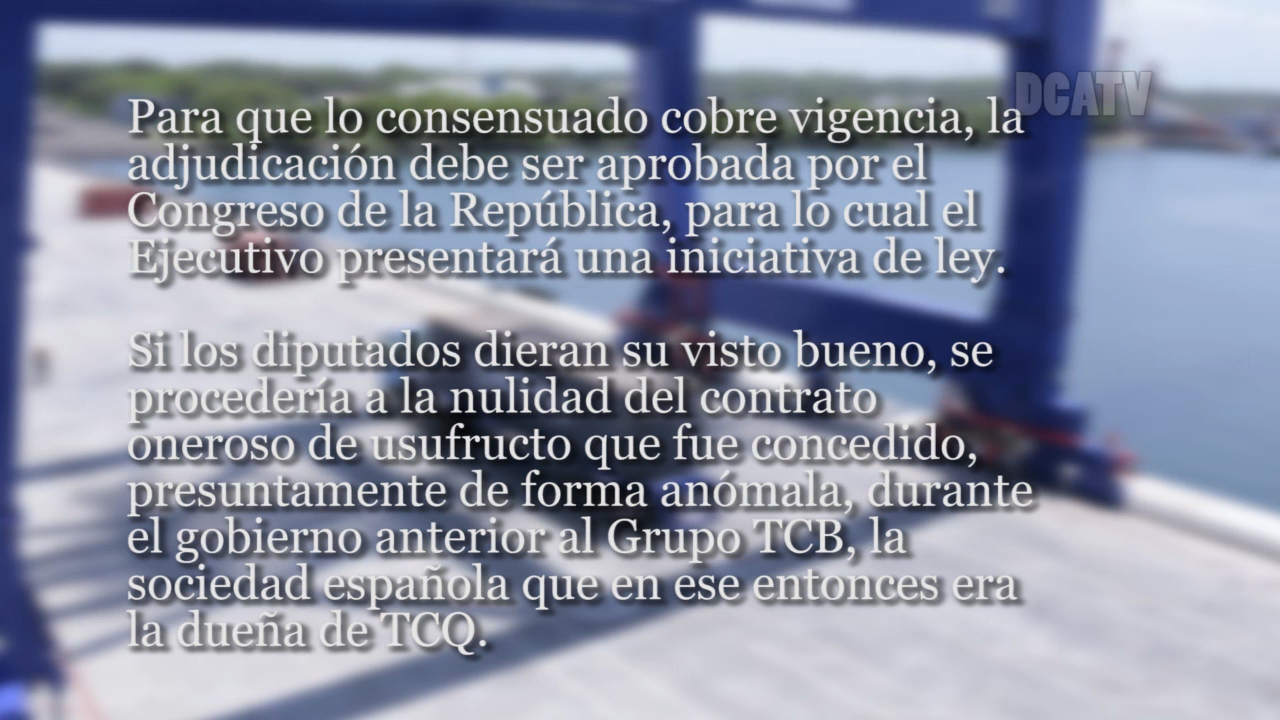 DCATV
Para que lo consensuado cobre vigencia, la
adjudicación debe ser aprobada por el
Congreso de la República, para lo cual el
Ejecutivo presentará una iniciativa de ley.
Si los diputados dieran su visto bueno, se
procedería a la nulidad del contrato
oneroso de usufructo que fue concedido,
presuntamente de forma anómala, durante
el gobierno anterior al Grupo TCB, la
sociedad española que en ese entonces era
la dueña de TCQ.